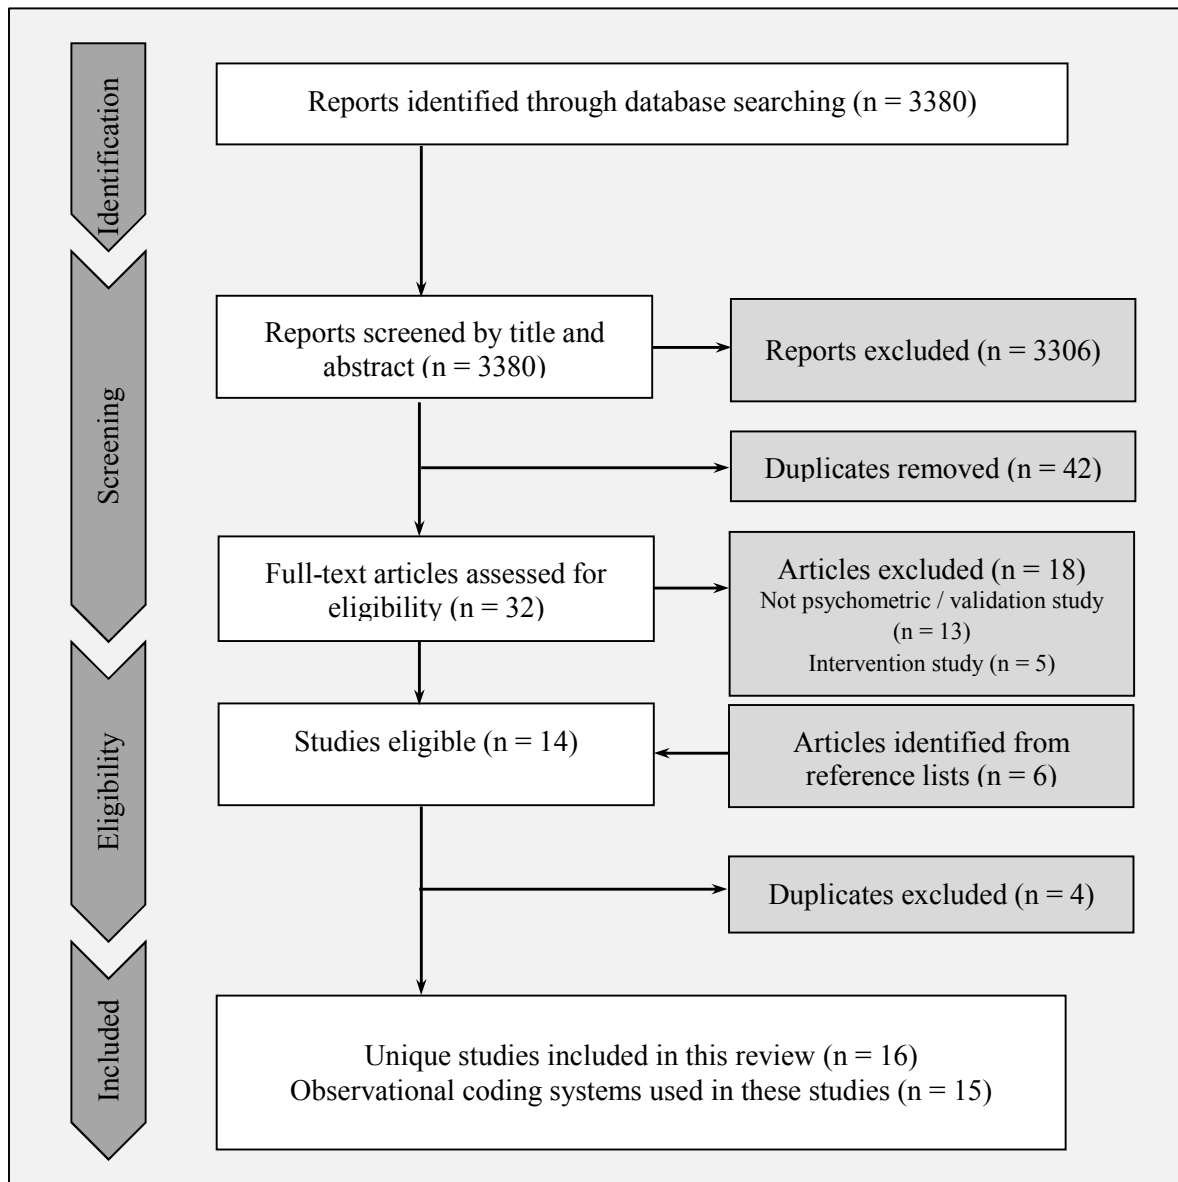 Identification
Reports identified through database searching (n = 3380)
Screening
Reports screened by title and
abstract (n = 3380)
Reports excluded (n = 3306)
Duplicates removed (n = 42)
Full-text articles assessed for
eligibility (n = 32)
Articles excluded (n = 18)
Not psychometric / validation study
(n = 13)
Intervention study (n = 5)
Eligibility
Studies eligible (n = 14)
Articles identified from
reference lists (n = 6)
Duplicates excluded (n = 4)
Included
Unique studies included in this review (n = 16)
Observational coding systems used in these studies (n = 15)